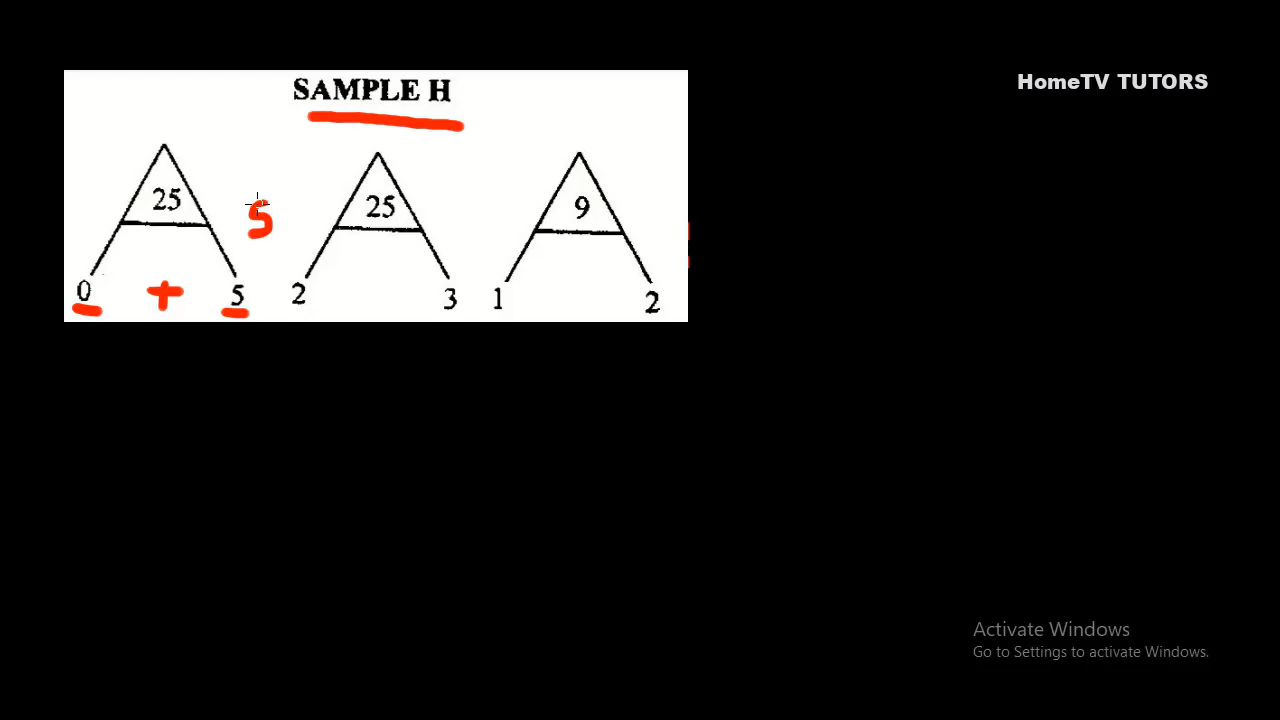 HomeTV TUTORS
SAMPLE H
25 5 25 9
0 + 5 2 3 1 2
Activate Windows
Go to Settings to activate Windows.